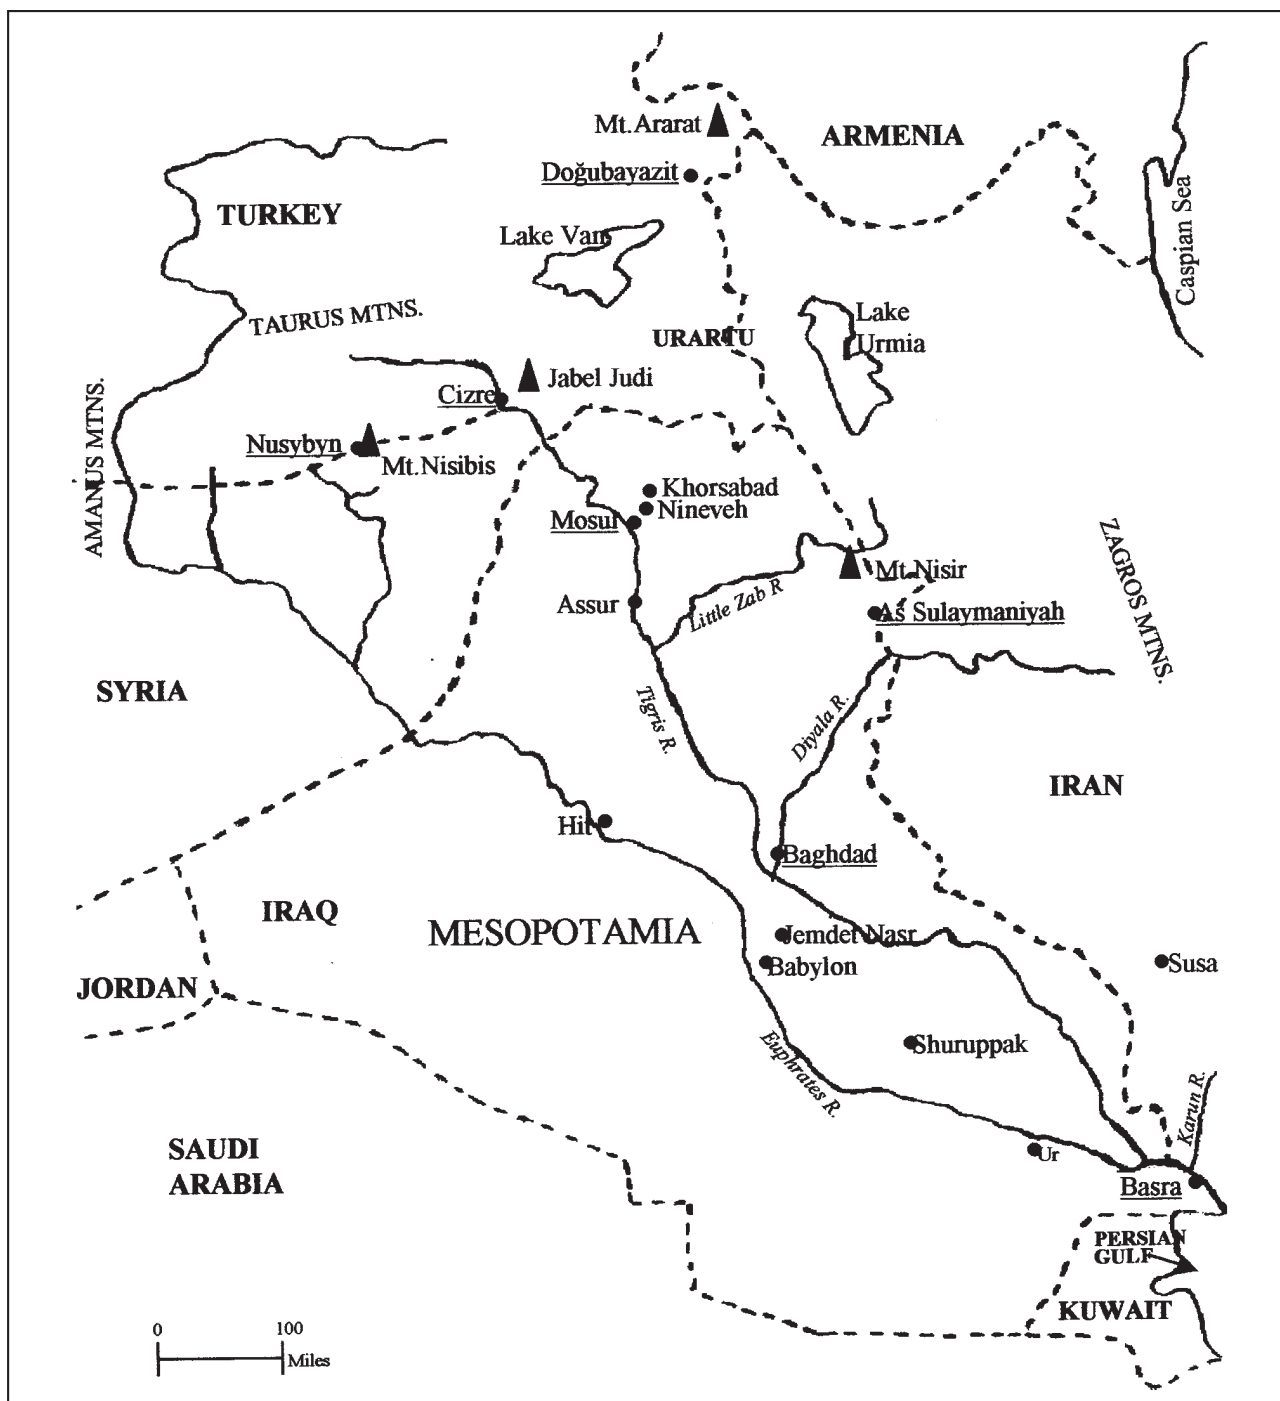 Mt.Ararat
ARMENIA
Doğubayazit
Caspian Sea
TURKEY
Lake Van
TAURUS MTNS.
Lake
Urmia
URARTU
Jabel Judi
Cizre
AMANUS MTNS.
Nusybyn
Mt.Nisibis
Khorsabad
Nineveh
Mosul
ZAGROS MTNS.
Mt.Nisir
Little Zab R
Assur
As Sulaymaniyah
SYRIA
Tigris R.
Diyala R.
IRAN
Hit
Baghdad
IRAQ
MESOPOTAMIA
Jemdet Nasr
Babylon
Susa
JORDAN
Shuruppak
Euphrates R.
Karun R.
SAUDI
ARABIA
Ur
Basra
PERSIAN
GULF
KUWAIT
0 100
Miles